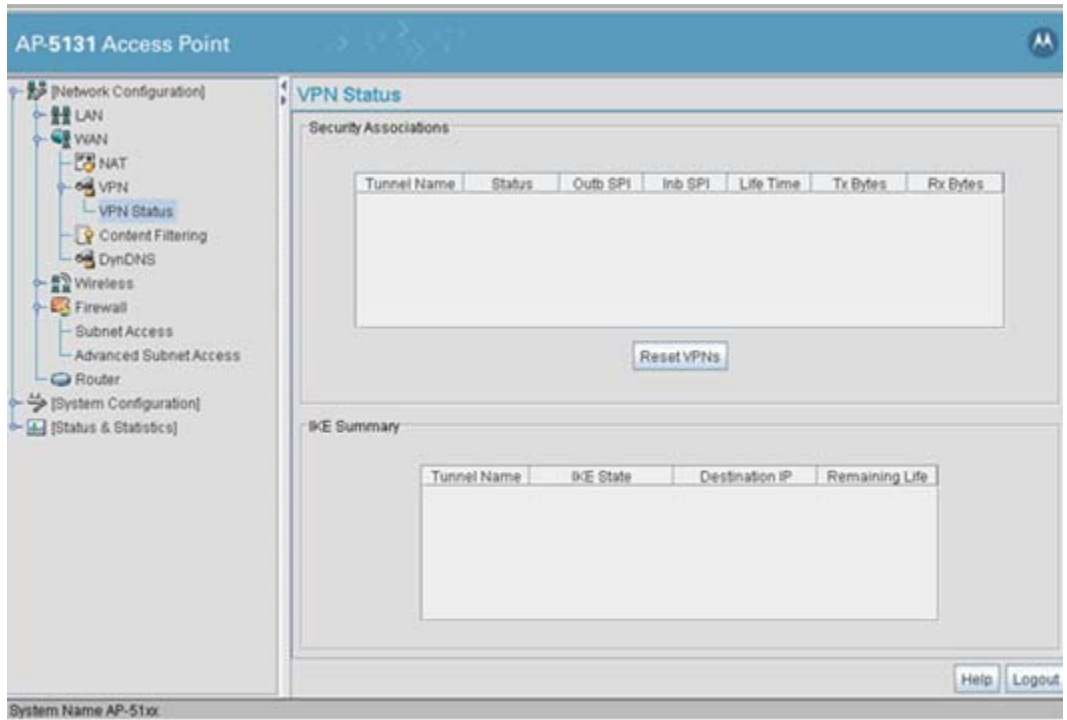 AP-5131 Access Point
[Network Configuration]
LAN
WAN
NAT
VPN
VPN Status
Content Filtering
DynDNS
Wireless
Firewall
Subnet Access
Advanced Subnet Access
Router
[System Configuration]
[Status & Statistics]
VPN Status
Security Associations
Tunnel Name Status Outb SPI Inb SPI Life Time Tx Bytes Rx Bytes
Reset VPNs
IKE Summary
Tunnel Name IKE State Destination IP Remaining Life
Help Logout
System Name AP-51xx